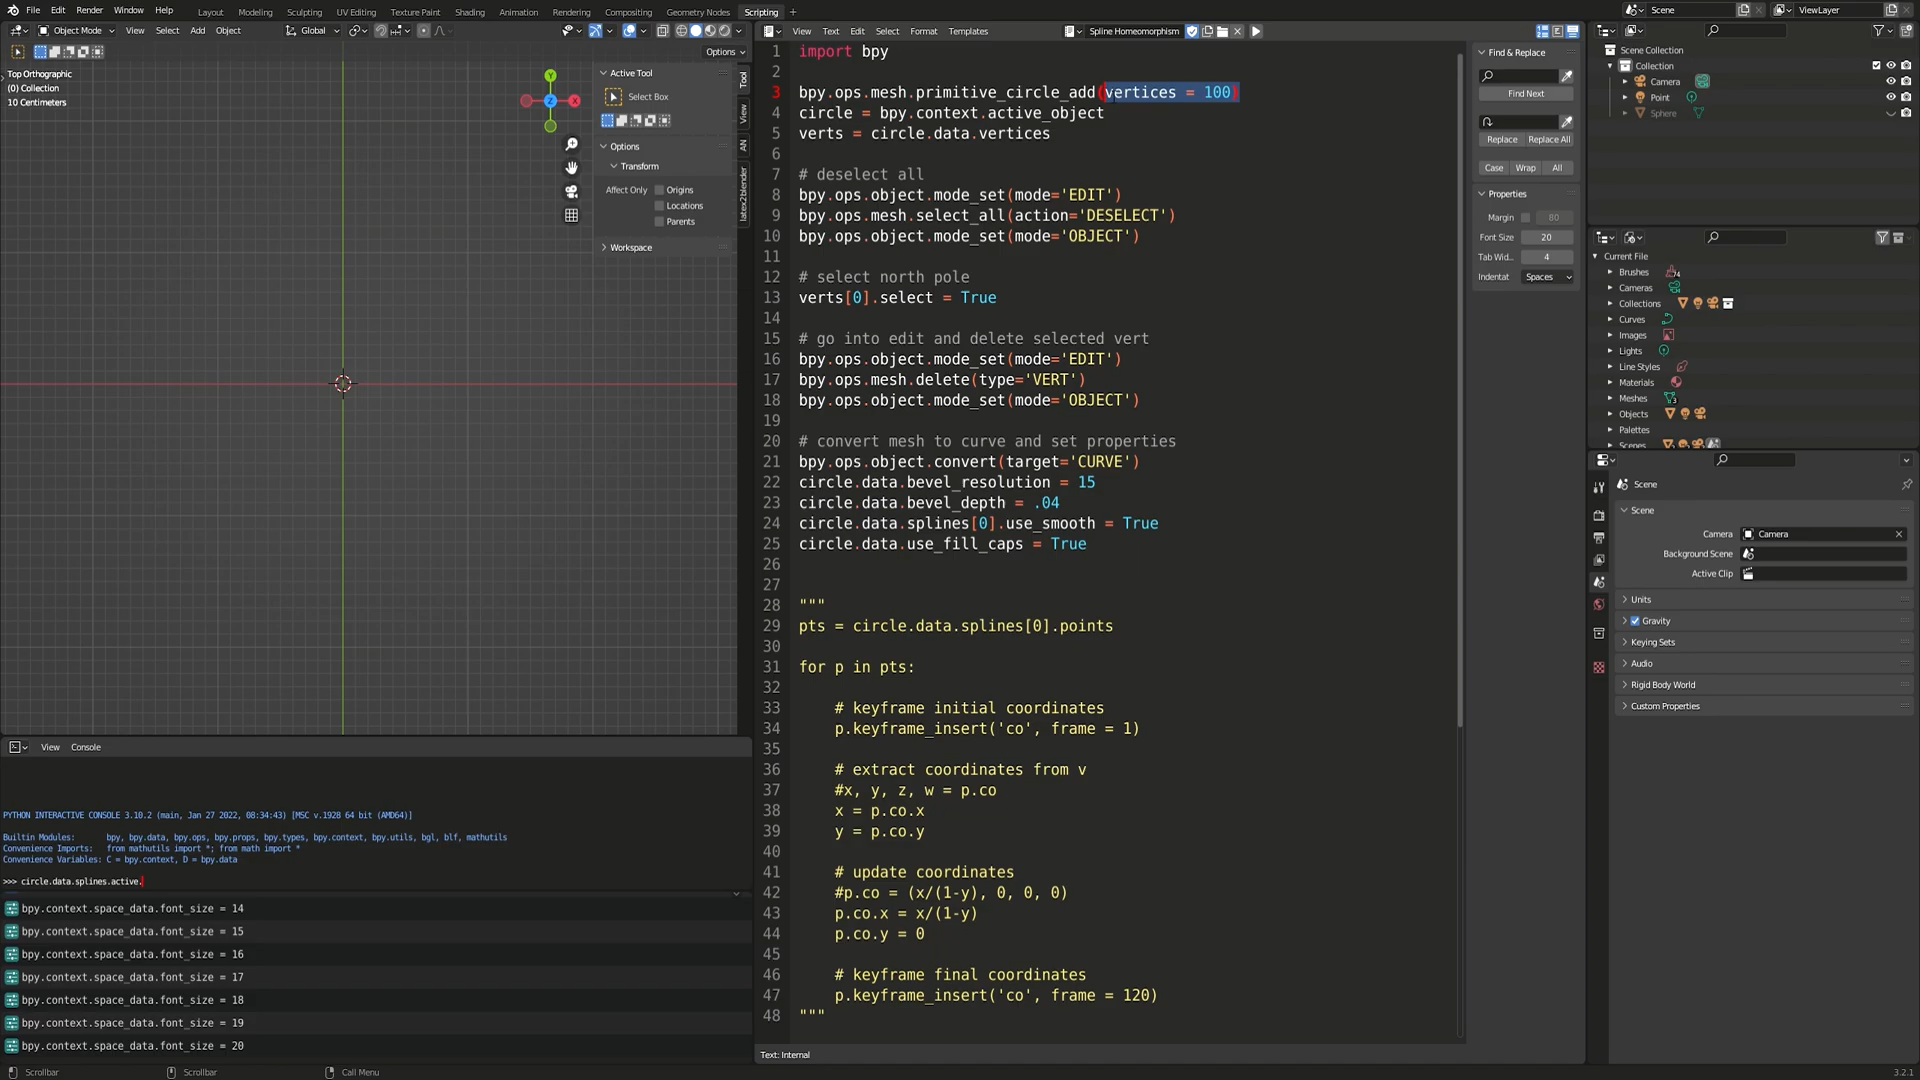 File Edit Render Window Help Layout Modeling Sculpting UV Editing Texture Paint Shading Animation Rendering Compositing Geometry Nodes Scripting + Scene ViewLayer
Object Mode View Select Add Object Global
Options
Top Orthographic
(0) Collection
10 Centimeters
Y
Z
X
Active Tool
Select Box
Options
Transform
Affect Only Origins
Locations
Parents
Workspace
Tool
View
AN
latex2blender
View Text Edit Select Format Templates Spline Homeomorphism
1 import bpy
2
3 bpy.ops.mesh.primitive_circle_add(vertices = 100)
4 circle = bpy.context.active_object
5 verts = circle.data.vertices
6
7 # deselect all
8 bpy.ops.object.mode_set(mode='EDIT')
9 bpy.ops.mesh.select_all(action='DESELECT')
10 bpy.ops.object.mode_set(mode='OBJECT')
11
12 # select north pole
13 verts[0].select = True
14
15 # go into edit and delete selected vert
16 bpy.ops.object.mode_set(mode='EDIT')
17 bpy.ops.mesh.delete(type='VERT')
18 bpy.ops.object.mode_set(mode='OBJECT')
19
20 # convert mesh to curve and set properties
21 bpy.ops.object.convert(target='CURVE')
22 circle.data.bevel_resolution = 15
23 circle.data.bevel_depth = .04
24 circle.data.splines[0].use_smooth = True
25 circle.data.use_fill_caps = True
26
27
28 """
29 pts = circle.data.splines[0].points
30
31 for p in pts:
32
33 # keyframe initial coordinates
34 p.keyframe_insert('co', frame = 1)
35
36 # extract coordinates from v
37 #x, y, z, w = p.co
38 x = p.co.x
39 y = p.co.y
40
41 # update coordinates
42 #p.co = (x/(1-y), 0, 0, 0)
43 p.co.x = x/(1-y)
44 p.co.y = 0
45
46 # keyframe final coordinates
47 p.keyframe_insert('co', frame = 120)
48 """
Text: Internal
Find & Replace
Find Next
Replace Replace All
Case Wrap All
Properties
Margin 80
Font Size 20
Tab Wid... 4
Indentat Spaces
Scene Collection
Collection
Camera
Point
Sphere
Current File
Brushes 74
Cameras
Collections
Curves
Images
Lights
Line Styles
Materials
Meshes 3
Objects
Palettes
Scenes
Scene
Scene
Camera Camera
Background Scene
Active Clip
Units
Gravity
Keying Sets
Audio
Rigid Body World
Custom Properties
View Console
PYTHON INTERACTIVE CONSOLE 3.10.2 (main, Jan 27 2022, 08:34:43) [MSC v.1928 64 bit (AMD64)]
Builtin Modules: bpy, bpy.data, bpy.ops, bpy.props, bpy.types, bpy.context, bpy.utils, bgl, blf, mathutils
Convenience Imports: from mathutils import *; from math import *
Convenience Variables: C = bpy.context, D = bpy.data
>>> circle.data.splines.active.
bpy.context.space_data.font_size = 14
bpy.context.space_data.font_size = 15
bpy.context.space_data.font_size = 16
bpy.context.space_data.font_size = 17
bpy.context.space_data.font_size = 18
bpy.context.space_data.font_size = 19
bpy.context.space_data.font_size = 20
Scrollbar Scrollbar Call Menu 3.2.1